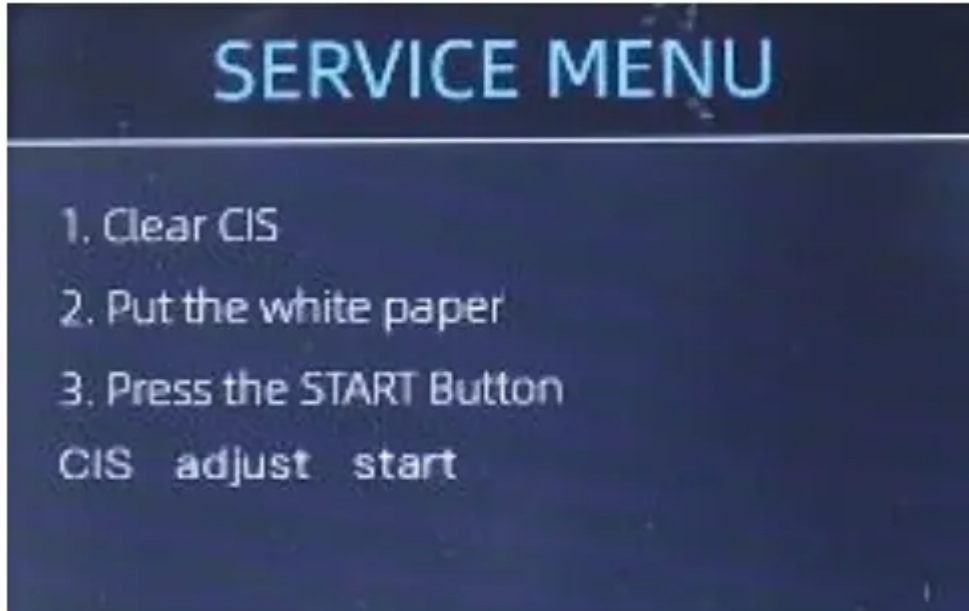 SERVICE MENU
1. Clear CIS
2. Put the white paper
3. Press the START Button
CIS adjust start